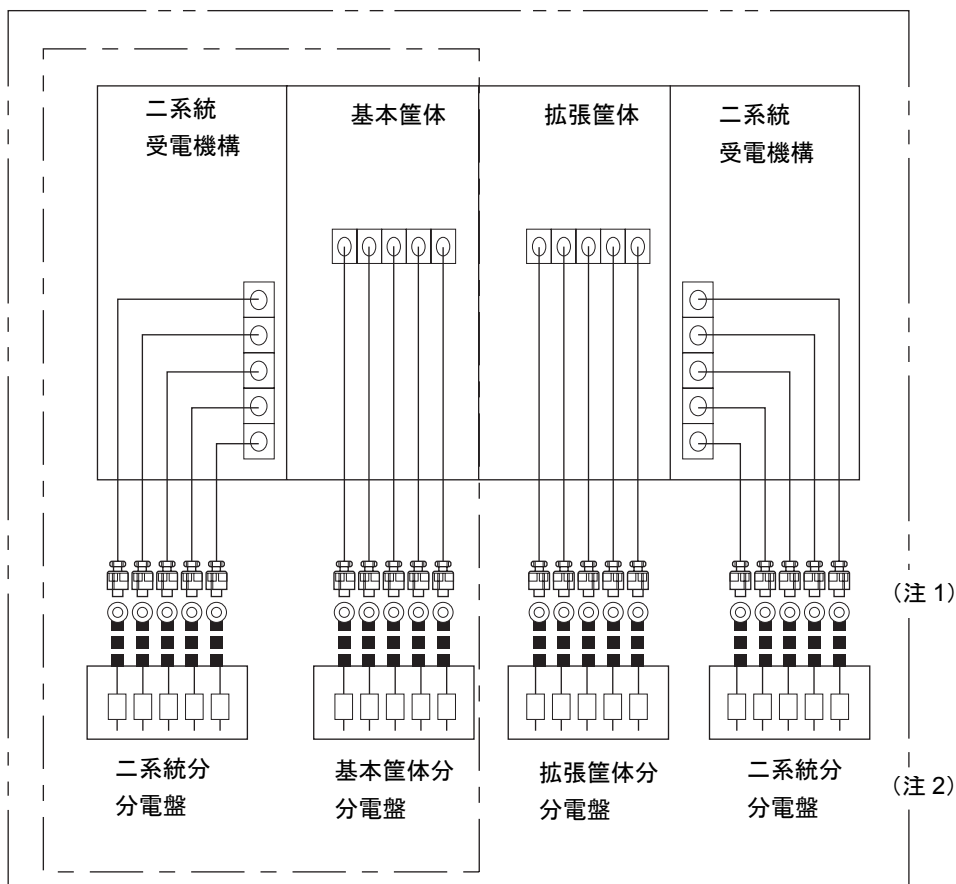 二系統
受電機構
基本筐体
拡張筐体
二系統
受電機構
（注 1）
二系統分
分電盤
基本筐体分
分電盤
拡張筐体分
分電盤
二系統分
分電盤
（注 2）